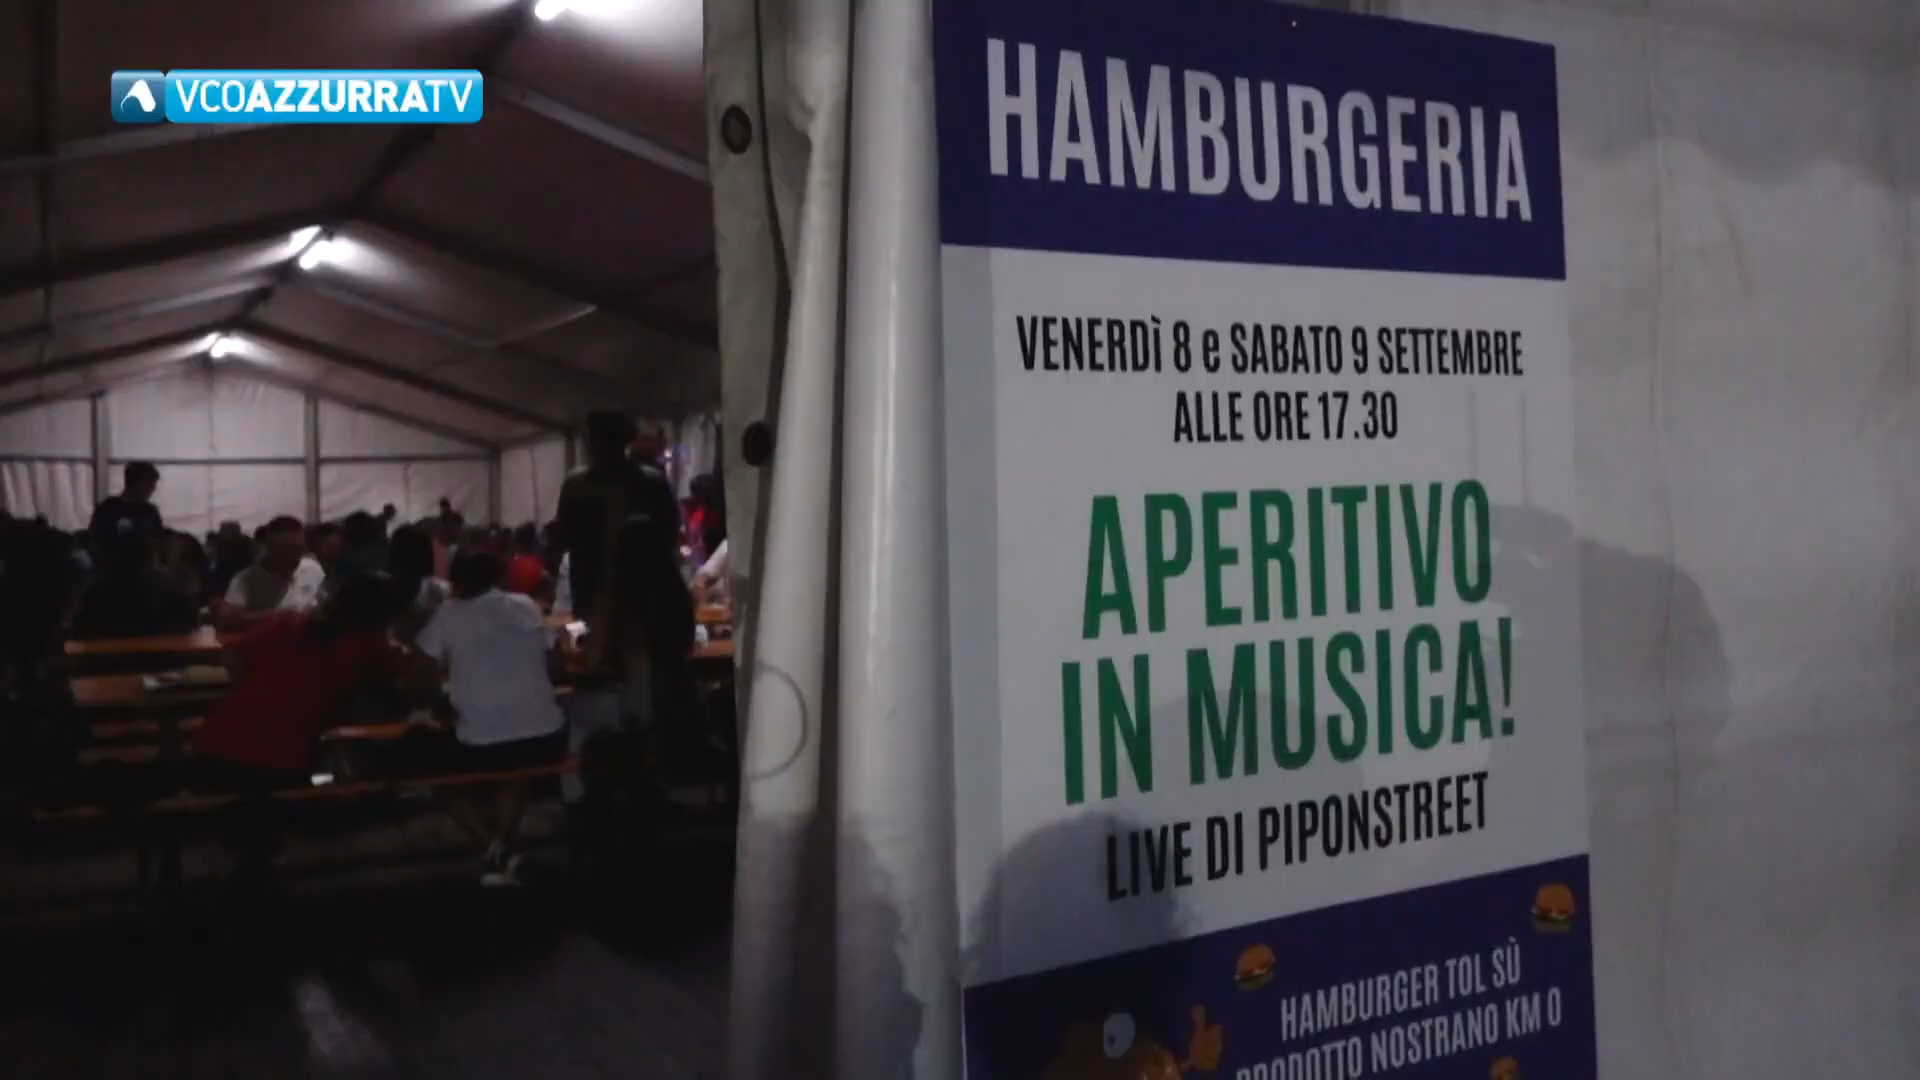 VCOAZZURRATV
HAMBURGERIA
VENERDÌ 8 e SABATO 9 SETTEMBRE
ALLE ORE 17.30
APERITIVO
IN MUSICA!
LIVE DI PIPONSTREET
HAMBURGER TOL SÙ
PRODOTTO NOSTRANO KM 0